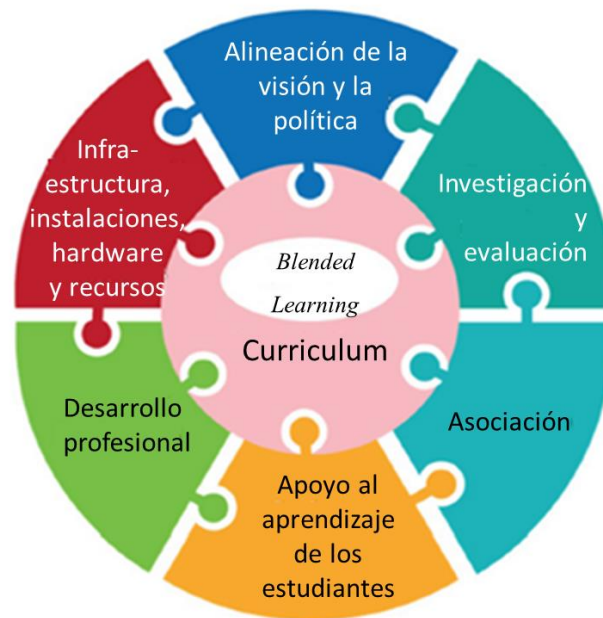 Alineación de la
visión y la
política
Infra-
estructura,
instalaciones,
hardware
y recursos
Investigación
y
evaluación
Blended
Learning
Curriculum
Desarrollo
profesional
Asociación
Apoyo al
aprendizaje
de los
estudiantes